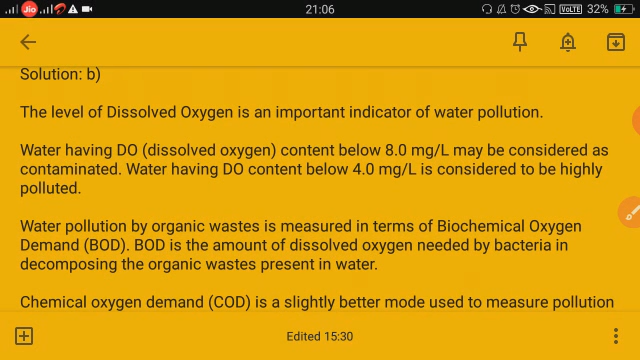 Jio 21:06 VoLTE 32%
Solution: b)
The level of Dissolved Oxygen is an important indicator of water pollution.
Water having DO (dissolved oxygen) content below 8.0 mg/L may be considered as
contaminated. Water having DO content below 4.0 mg/L is considered to be highly
polluted.
Water pollution by organic wastes is measured in terms of Biochemical Oxygen
Demand (BOD). BOD is the amount of dissolved oxygen needed by bacteria in
decomposing the organic wastes present in water.
Chemical oxygen demand (COD) is a slightly better mode used to measure pollution
Edited 15:30